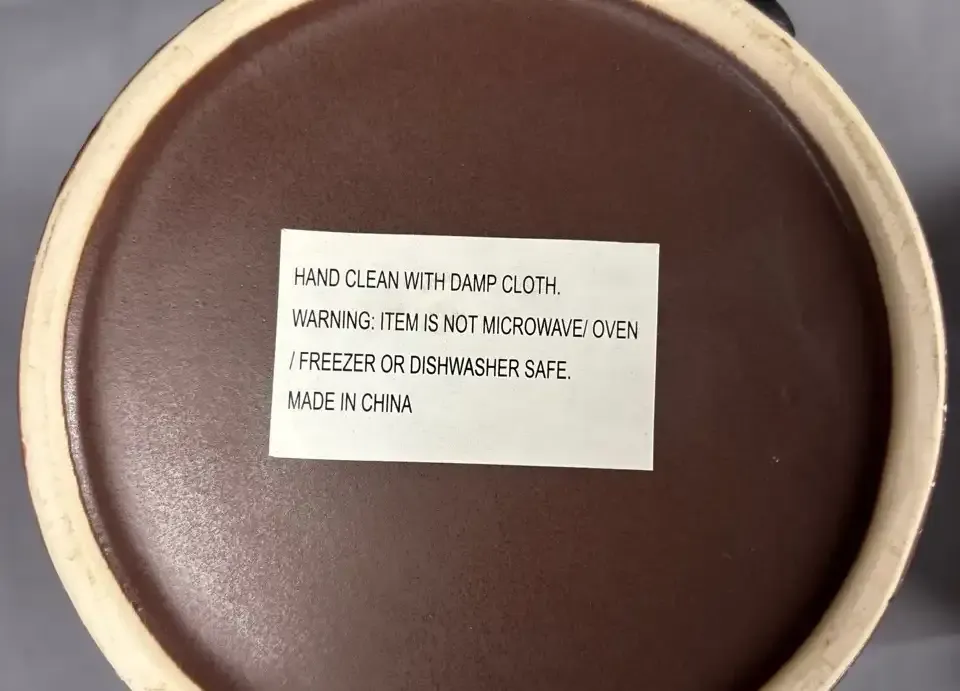 HAND CLEAN WITH DAMP CLOTH.
WARNING: ITEM IS NOT MICROWAVE/ OVEN
/ FREEZER OR DISHWASHER SAFE.
MADE IN CHINA